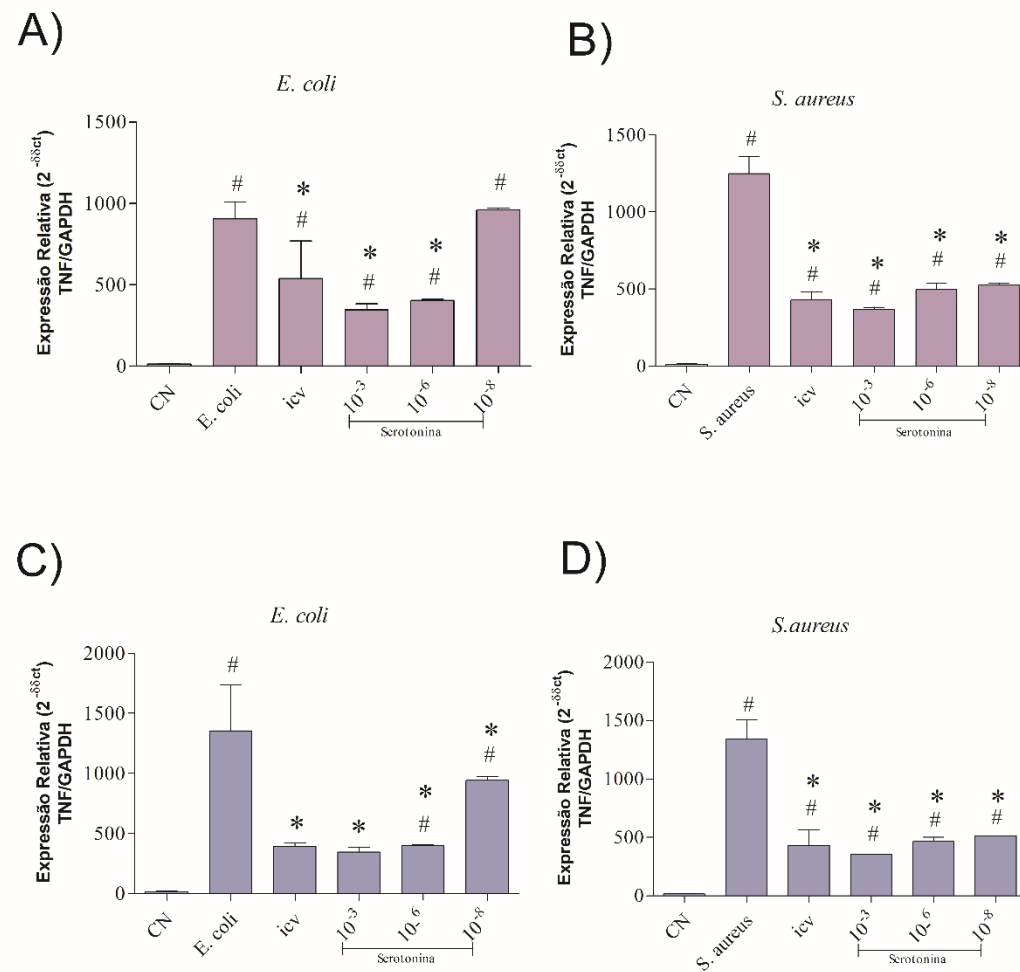 A)
E. coli
Expressão Relativa (2^-δδct)
TNF/GAPDH
1500
1000
500
0
#
*
#
*
#
*
#
#
CN
E. coli
icv
10^-3
10^-6
10^-8
Serotonina
B)
S. aureus
Expressão Relativa (2^-δδct)
TNF/GAPDH
1500
1000
500
0
#
*
#
*
#
*
#
*
#
CN
S. aureus
icv
10^-3
10^-6
10^-8
Serotonina
C)
E. coli
Expressão Relativa (2^-δδct)
TNF/GAPDH
2000
1500
1000
500
0
#
*
*
*
#
*
#
CN
E. coli
icv
10^-3
10-^6
10^-8
Serotonina
D)
S.aureus
Expressão Relativa (2^-δδct)
TNF/GAPDH
2000
1500
1000
500
0
#
*
#
*
#
*
#
*
#
CN
S. aureus
icv
10^-3
10-^6
10^-8
Serotonina